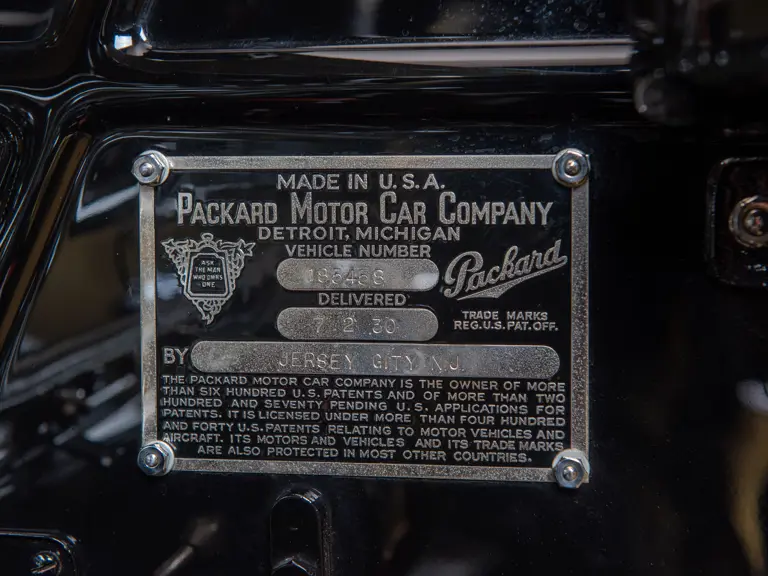 MADE IN U.S.A.
PACKARD MOTOR CAR COMPANY
DETROIT, MICHIGAN
VEHICLE NUMBER
ASK
THE MAN
WHO OWNS
ONE
Packard
DELIVERED
7 2 30
TRADE MARKS
REG. U.S. PAT. OFF.
BY JERSEY CITY N.J.
THE PACKARD MOTOR CAR COMPANY IS THE OWNER OF MORE
THAN SIX HUNDRED U.S. PATENTS AND OF MORE THAN TWO
HUNDRED AND SEVENTY PENDING U.S. APPLICATIONS FOR
PATENTS. IT IS LICENSED UNDER MORE THAN FOUR HUNDRED
AND FORTY U.S. PATENTS RELATING TO MOTOR VEHICLES AND
AIRCRAFT. ITS MOTORS AND VEHICLES AND ITS TRADE MARKS
ARE ALSO PROTECTED IN MOST OTHER COUNTRIES.